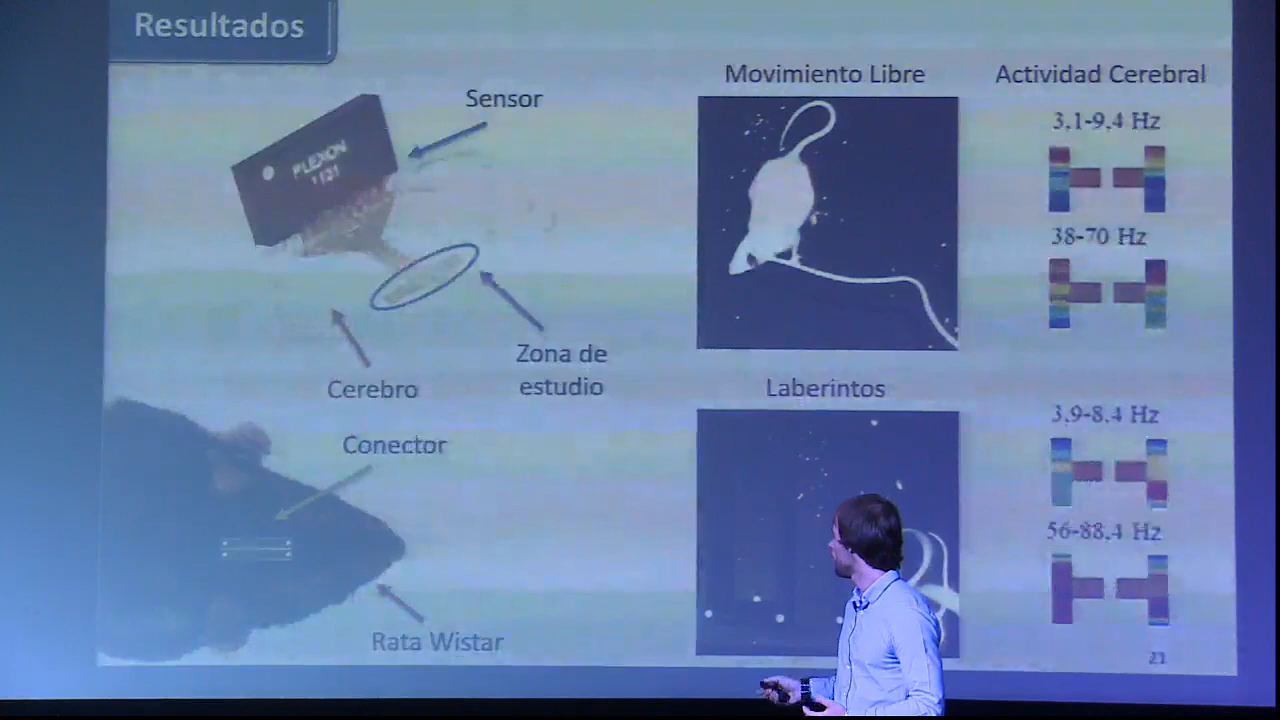 Resultados
Sensor
PLEXON
1121
Zona de
estudio
Cerebro
Conector
Rata Wistar
Movimiento Libre
Actividad Cerebral
3,1-9,4 Hz
38-70 Hz
Laberintos
3,9-8,4 Hz
56-88,4 Hz